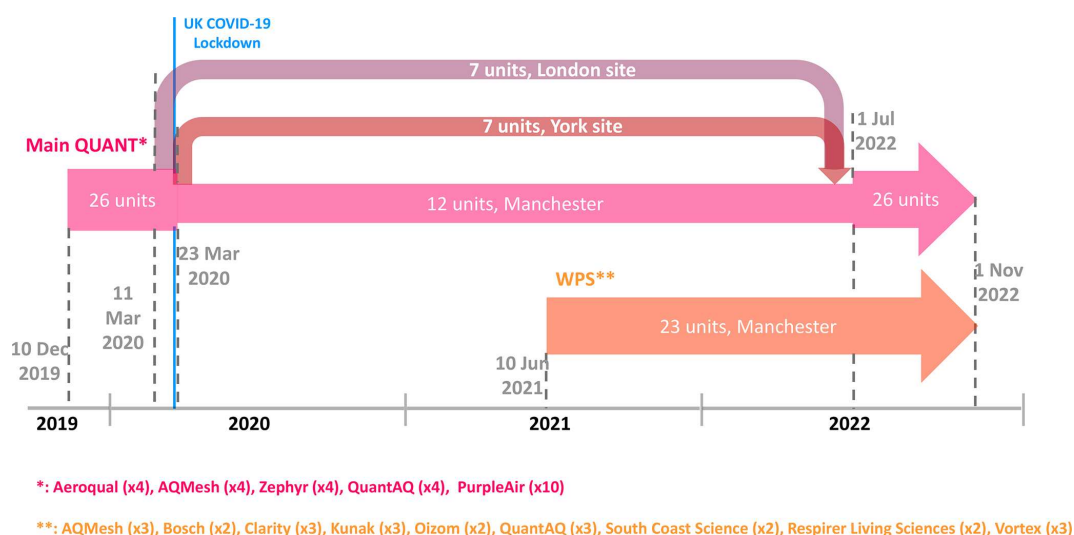 UK COVID-19
Lockdown
7 units, London site
7 units, York site
Main QUANT*
1 Jul
2022
26 units
12 units, Manchester
26 units
23 Mar
2020
11
Mar
2020
WPS**
1 Nov
2022
23 units, Manchester
10 Dec
2019
10 Jun
2021
2019
2020
2021
2022
*: Aeroqual (x4), AQMesh (x4), Zephyr (x4), QuantAQ (x4), PurpleAir (x10)
**: AQMesh (x3), Bosch (x2), Clarity (x3), Kunak (x3), Oizom (x2), QuantAQ (x3), South Coast Science (x2), Respirer Living Sciences (x2), Vortex (x3)